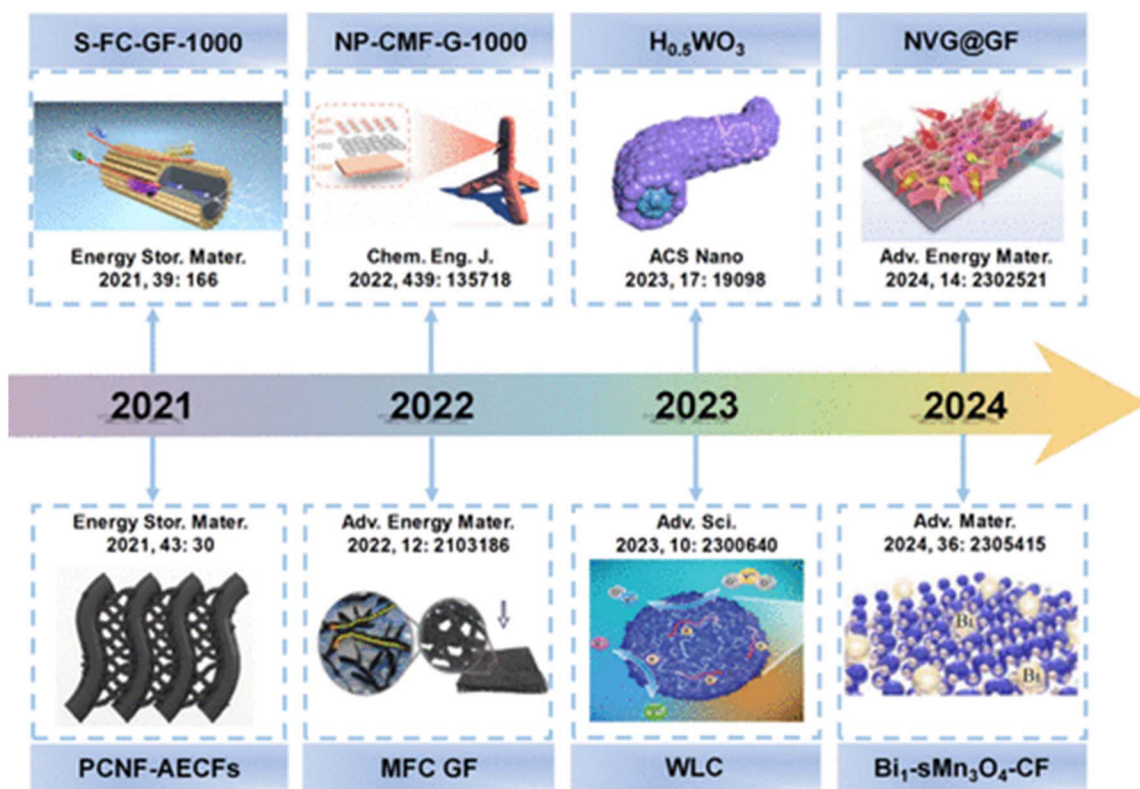 S-FC-GF-1000
NP-CMF-G-1000
H₀.₅WO₃
NVG@GF
Energy Stor. Mater.
2021, 39: 166
Chem. Eng. J.
2022, 439: 135718
ACS Nano
2023, 17: 19098
Adv. Energy Mater.
2024, 14: 2302521
2021
2022
2023
2024
Energy Stor. Mater.
2021, 43: 30
Adv. Energy Mater.
2022, 12: 2103186
Adv. Sci.
2023, 10: 2300640
Adv. Mater.
2024, 36: 2305415
Bi
Bi
PCNF-AECFs
MFC GF
WLC
Bi₁-sMn₃O₄-CF